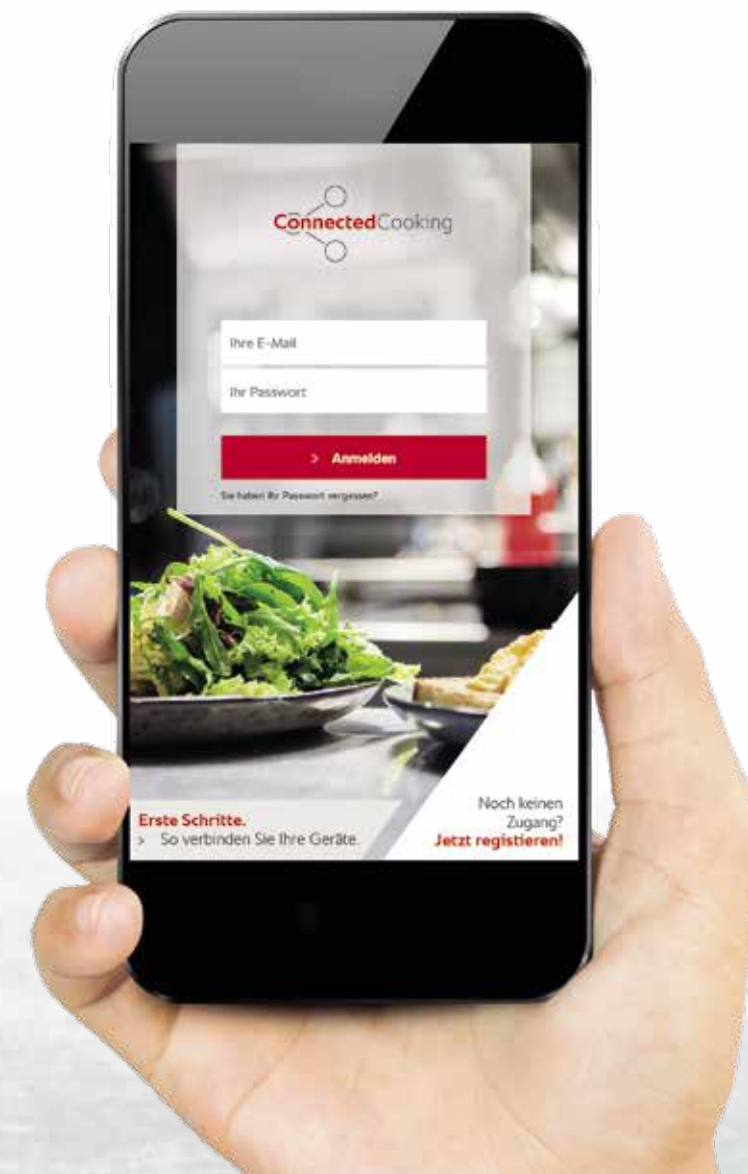 ConnectedCooking
Ihre E-Mail
Ihr Passwort
> Anmelden
Sie haben Ihr Passwort vergessen?
Erste Schritte.
> So verbinden Sie Ihre Geräte.
Noch keinen
Zugang?
Jetzt registieren!